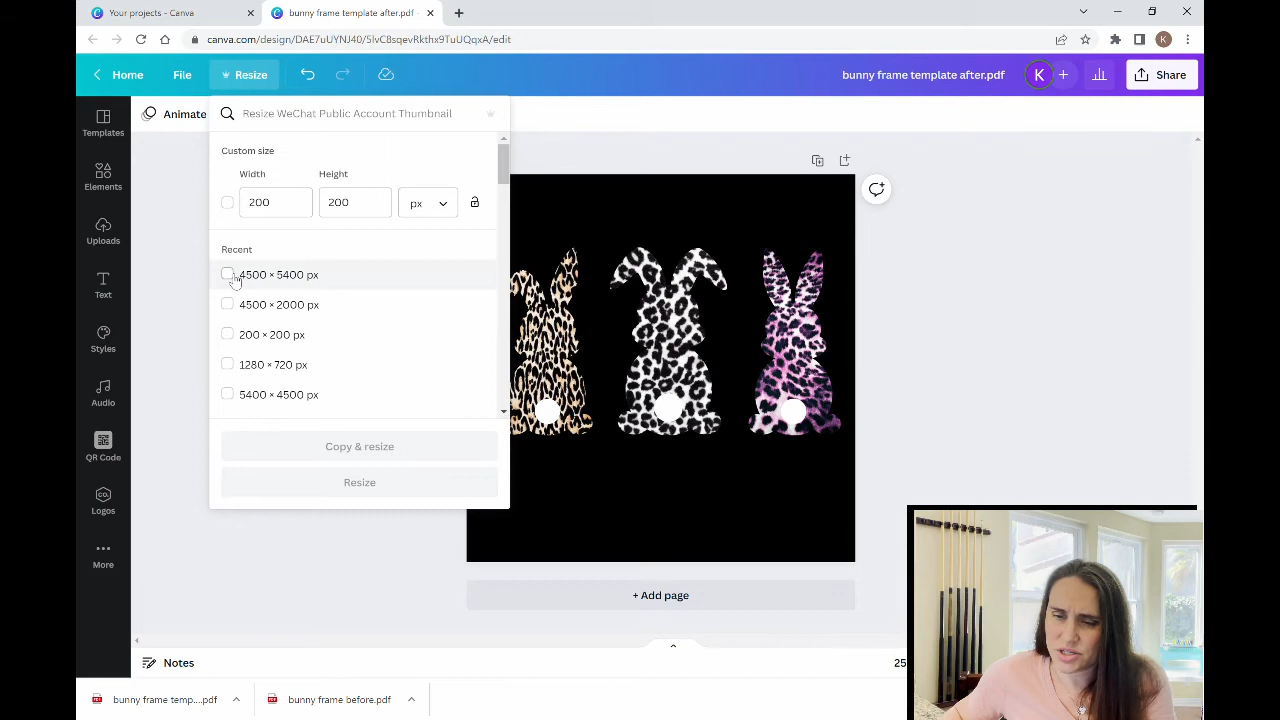 Your projects - Canva
bunny frame template after.pdf -
canva.com/design/DAE7uUYNJ40/5lvC8sqevRkthx9TuUQqxA/edit
K
Home
File
Resize
bunny frame template after.pdf
K
Share
Animate
Templates
Elements
Uploads
Text
Styles
Audio
QR Code
CO.
Logos
More
Resize WeChat Public Account Thumbnail
Custom size
Width
Height
200
200
px
Recent
4500 × 5400 px
4500 × 2000 px
200 × 200 px
1280 × 720 px
5400 × 4500 px
Copy & resize
Resize
+ Add page
Notes
25
bunny frame temp....pdf
bunny frame before.pdf